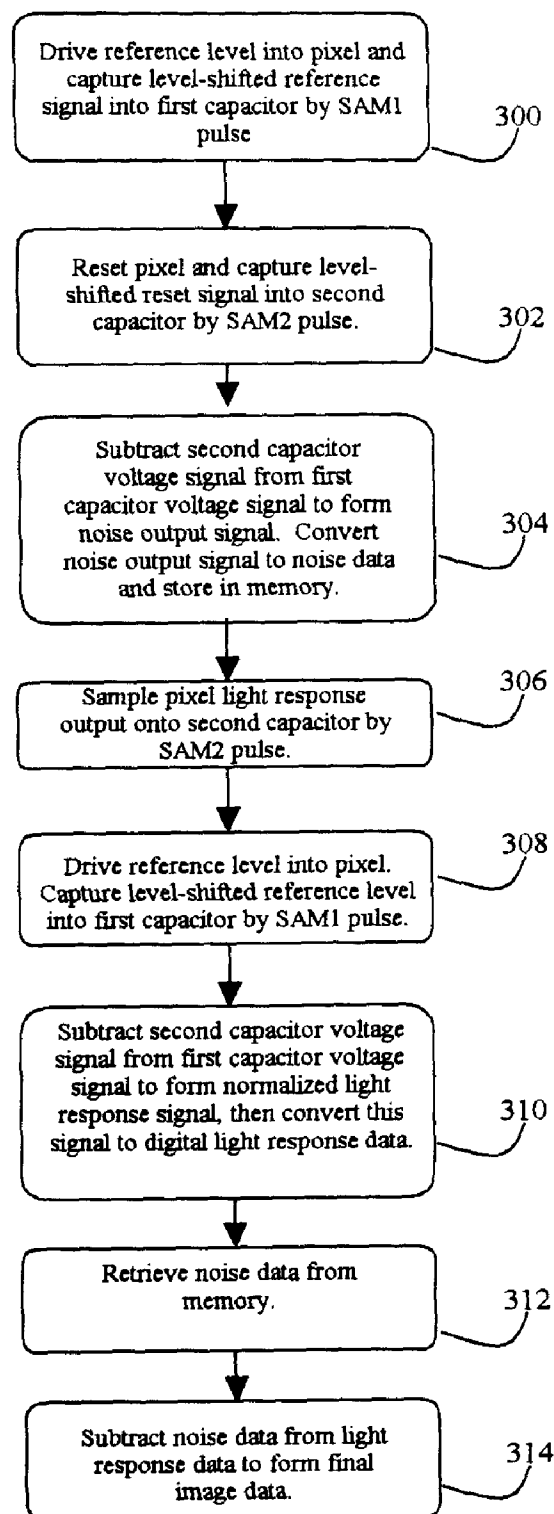 Drive reference level into pixel and
capture level-shifted reference
signal into first capacitor by SAM1
pulse
300
Reset pixel and capture level-
shifted reset signal into second
capacitor by SAM2 pulse.
302
Subtract second capacitor
voltage signal from first
capacitor voltage signal to form
noise output signal. Convert
noise output signal to noise data
and store in memory.
304
Sample pixel light response
output onto second capacitor by
SAM2 pulse.
306
Drive reference level into pixel.
Capture level-shifted reference level
into first capacitor by SAM1 pulse.
308
Subtract second capacitor voltage
signal from first capacitor voltage
signal to form normalized light
response signal, then convert this
signal to digital light response data.
310
Retrieve noise data from
memory.
312
Subtract noise data from light
response data to form final
image data.
314